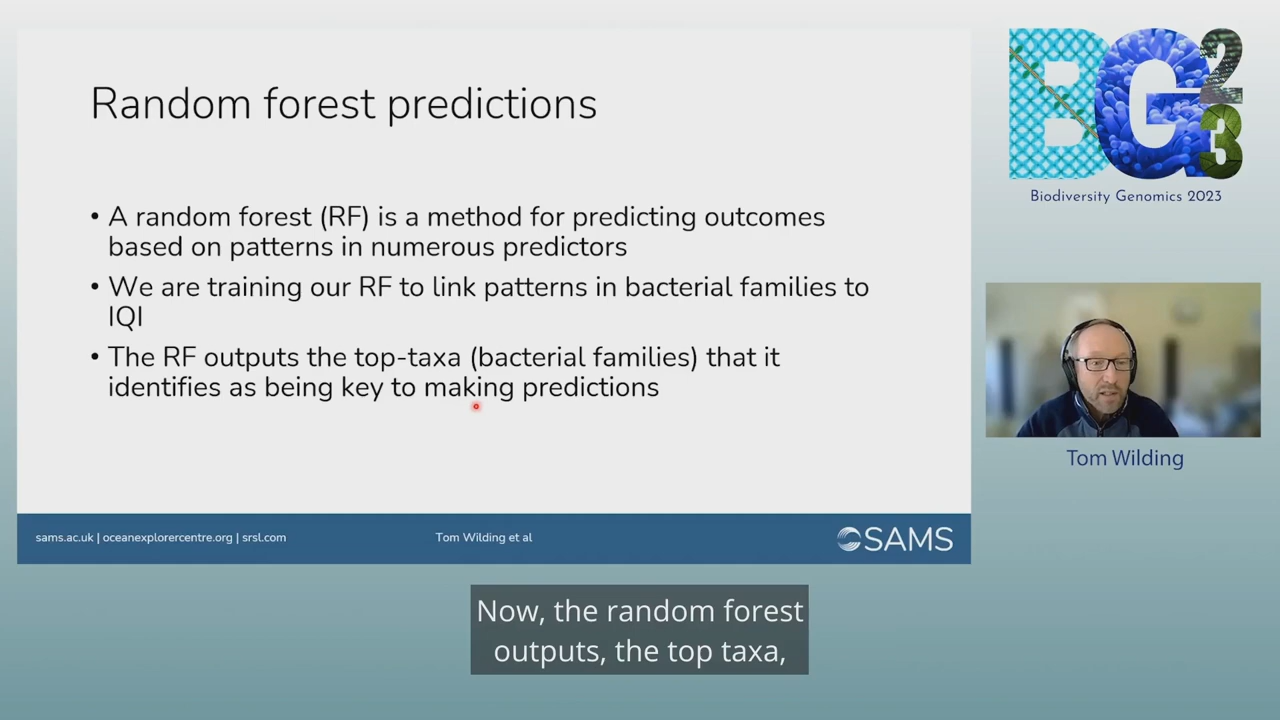 Random forest predictions
• A random forest (RF) is a method for predicting outcomes
based on patterns in numerous predictors
• We are training our RF to link patterns in bacterial families to
IQI
• The RF outputs the top-taxa (bacterial families) that it
identifies as being key to making predictions
sams.ac.uk | oceanexplorercentre.org | srsl.com
Tom Wilding et al
SAMS
BG23
Biodiversity Genomics 2023
Tom Wilding
Now, the random forest
outputs, the top taxa,